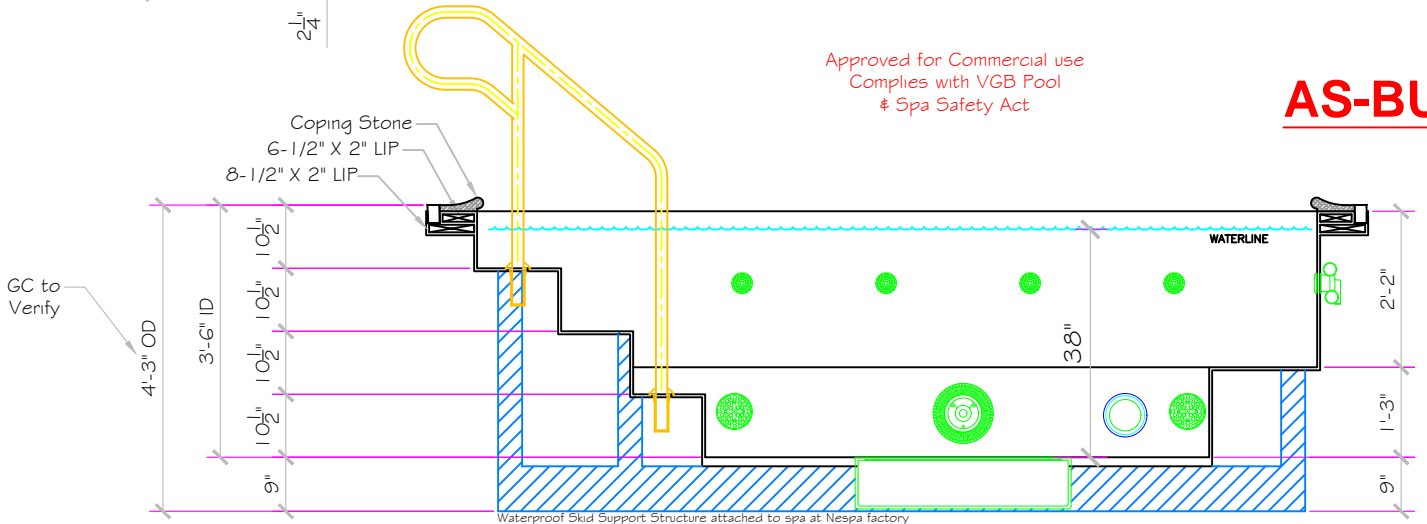 2 1/4"
Approved for Commercial use
Complies with VGB Pool
& Spa Safety Act
AS-BU
Coping Stone
6-1/2" X 2" LIP
8-1/2" X 2" LIP
WATERLINE
GC to
Verify
4'-3" OD
3'-6" ID
10 1/2"
10 1/2"
10 1/2"
10 1/2"
9"
38"
2'-2"
1'-3"
9"
Waterproof Skid Support Structure attached to spa at Nespa factory